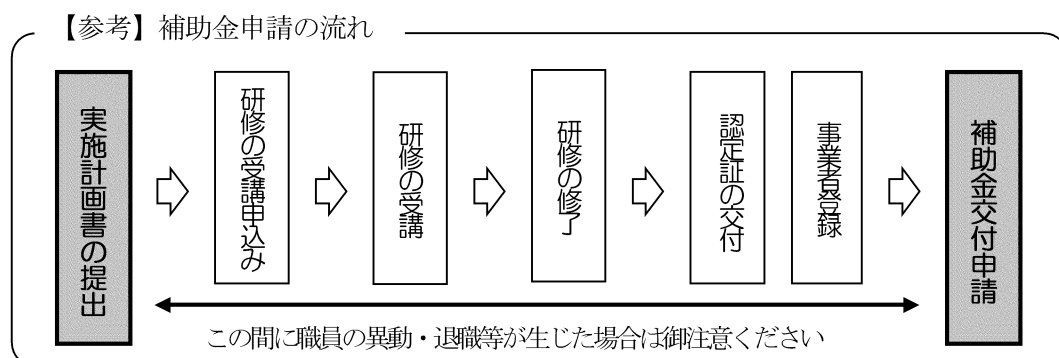 【参考】補助金申請の流れ
実施計画書の提出
研修の受講申込み
研修の受講
研修の修了
認定証の交付
事業者登録
補助金交付申請
この間に職員の異動・退職等が生じた場合は御注意ください